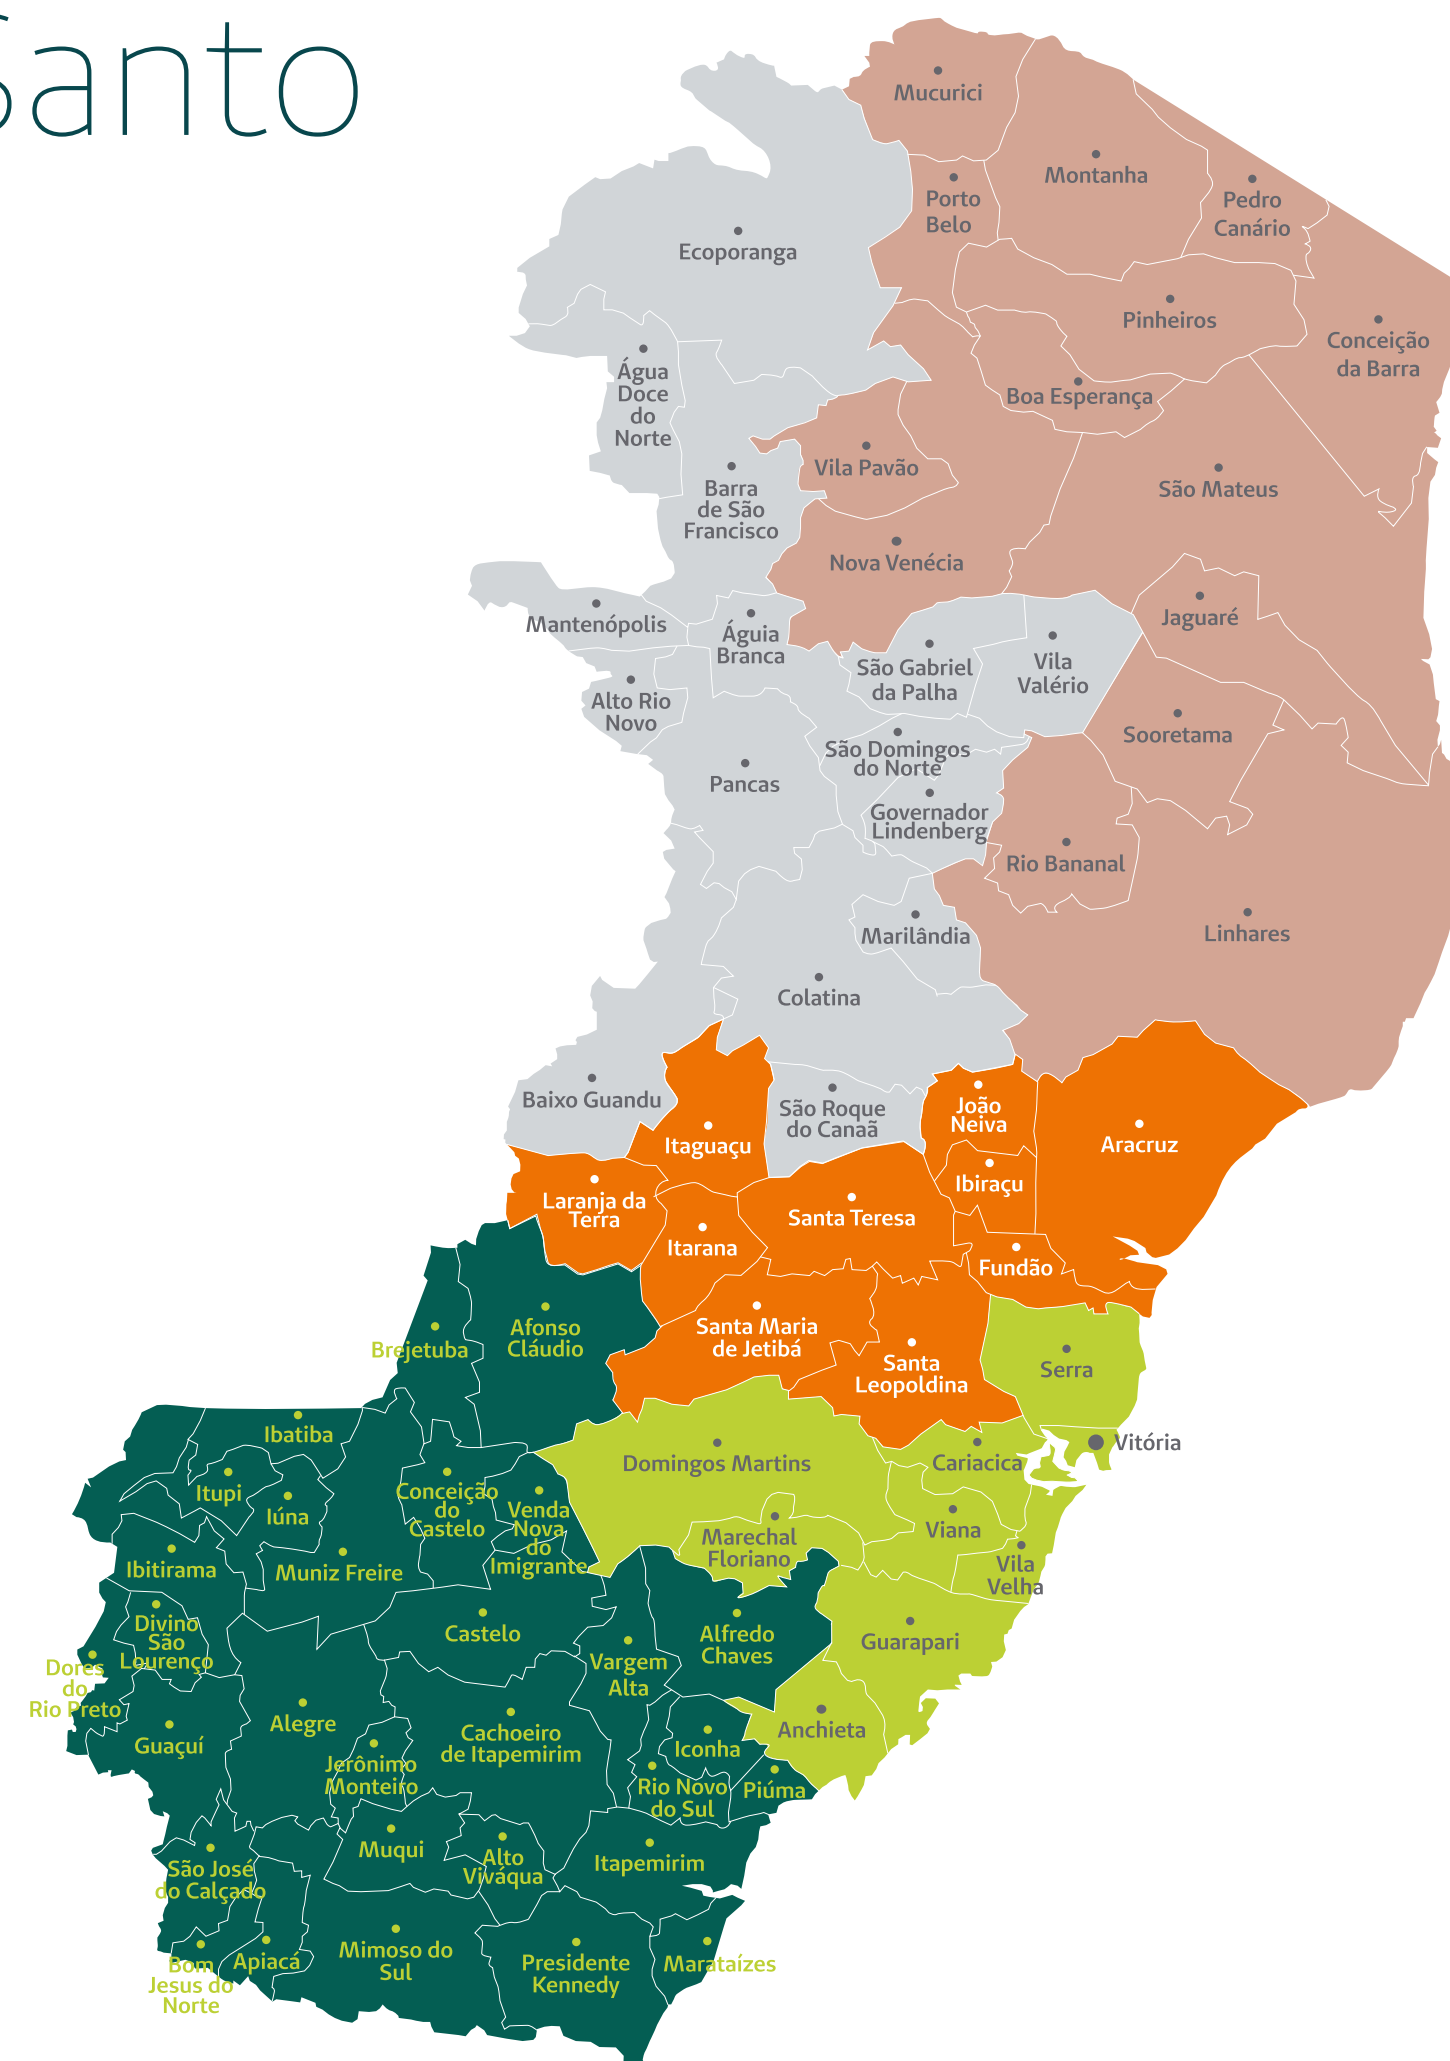 Santo
Mucurici
Montanha
Porto
Belo
Pedro
Canário
Ecoporanga
Pinheiros
Conceição
da Barra
Água
Doce
do
Norte
Boa Esperança
Vila Pavão
Barra
de São
Francisco
São Mateus
Nova Venécia
Mantenópolis
Águia
Branca
Jaguaré
São Gabriel
da Palha
Vila
Valério
Alto Rio
Novo
Sooretama
São Domingos
do Norte
Pancas
Governador
Lindenberg
Rio Bananal
Marilândia
Linhares
Colatina
Baixo Guandu
São Roque
do Canaã
João
Neiva
Itaguaçu
Aracruz
Ibiraçu
Laranja da
Terra
Santa Teresa
Itarana
Fundão
Santa Maria
de Jetibá
Afonso
Cláudio
Brejetuba
Santa
Leopoldina
Serra
Ibatiba
Vitória
Domingos Martins
Cariacica
Itupi
Conceição
do
Castelo
Iúna
Venda
Nova
do
Imigrante
Viana
Marechal
Floriano
Vila
Velha
Ibitirama
Muniz Freire
Divino
São
Lourenço
Castelo
Alfredo
Chaves
Guarapari
Vargem
Alta
Dores
do
Rio Preto
Alegre
Anchieta
Guaçuí
Cachoeiro
de Itapemirim
Iconha
Jerônimo
Monteiro
Rio Novo
do Sul
Piúma
Muqui
Alto
Viváqua
Itapemirim
São José
do Calçado
Mimoso do
Sul
Apiacá
Presidente
Kennedy
Marataízes
Bom
Jesus do
Norte